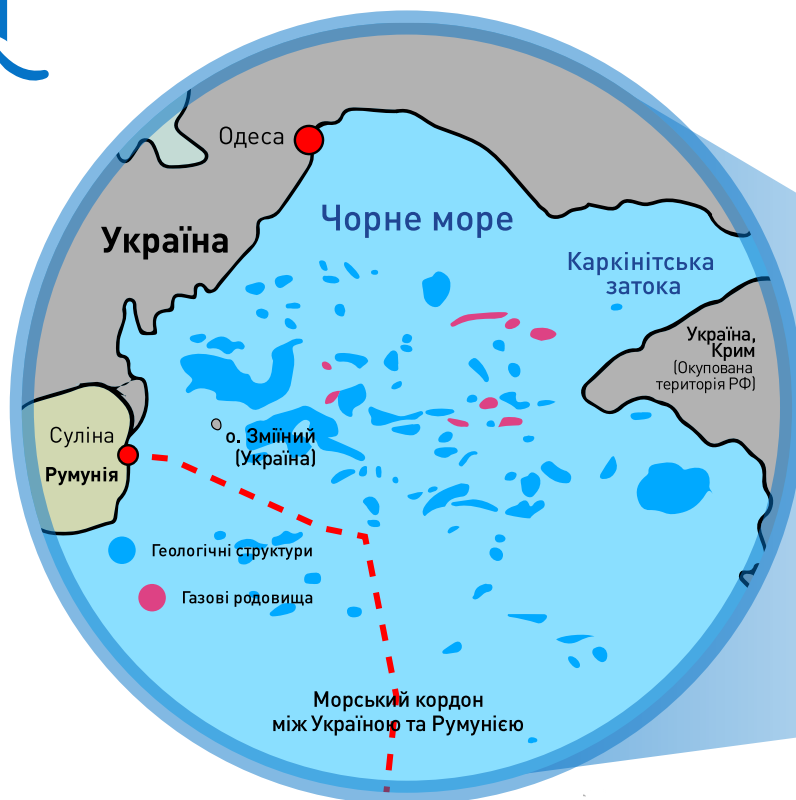 Одеса
Чорне море
Україна
Каркінітська
затока
Україна,
Крим
(Окупована
територія РФ)
Суліна
Румунія
о. Зміїний
(Україна)
Геологічні структури
Газові родовища
Морський кордон
між Україною та Румунією